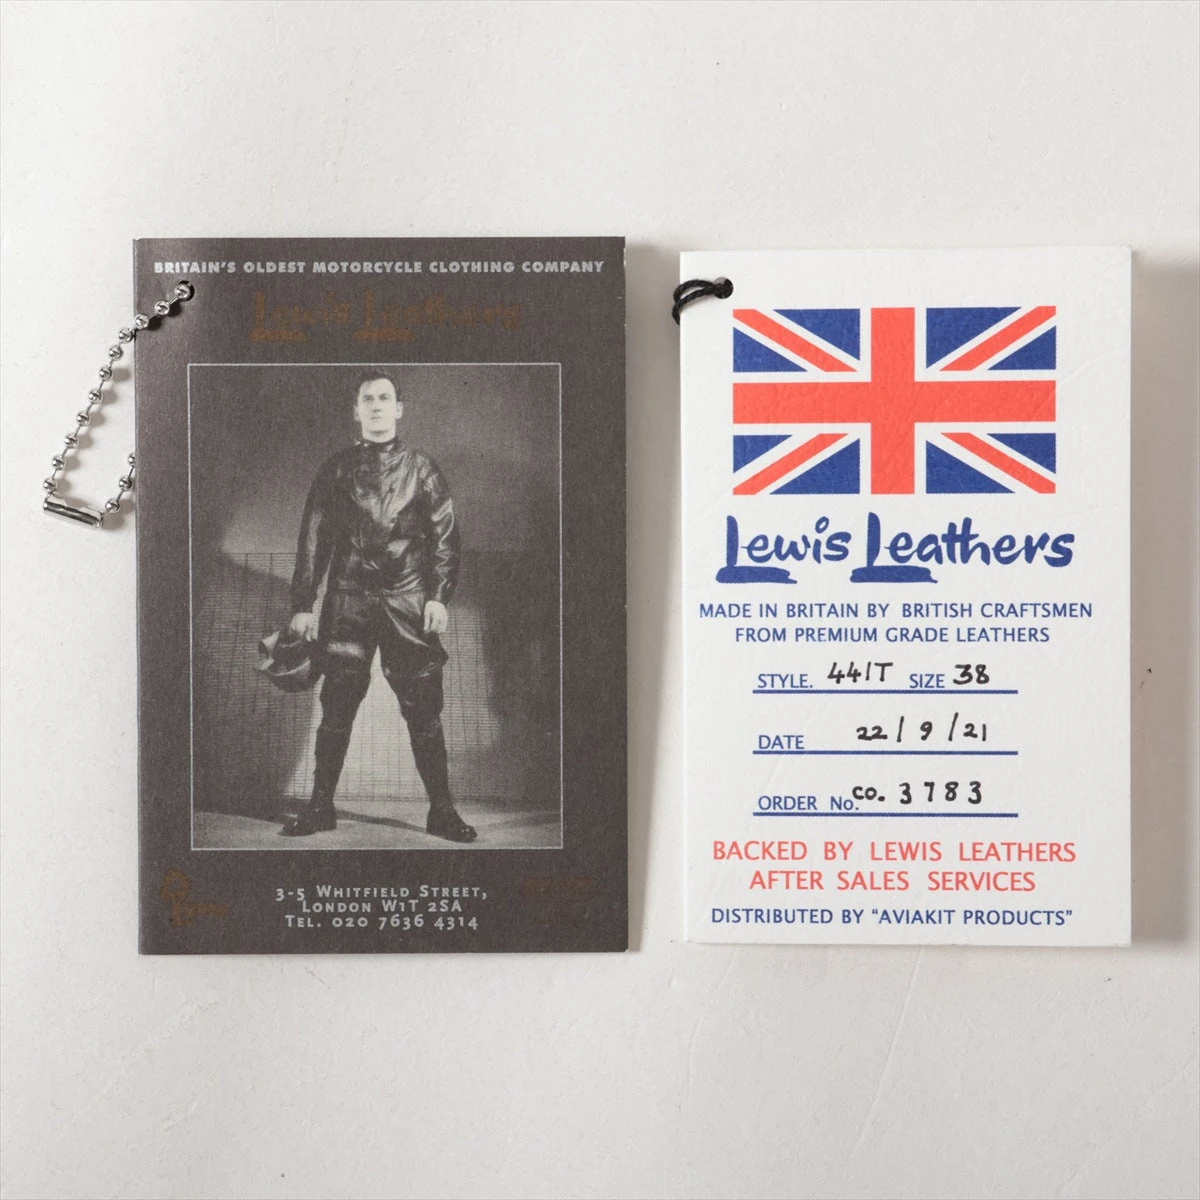 BRITAIN'S OLDEST MOTORCYCLE CLOTHING COMPANY
Lewis Leathers
3-5 WHITFIELD STREET,
LONDON W1T 2SA
TEL. 020 7636 4314
Lewis Leathers
MADE IN BRITAIN BY BRITISH CRAFTSMEN
FROM PREMIUM GRADE LEATHERS
STYLE. 441T SIZE 38
DATE 22/9/21
ORDER No. CO. 3783
BACKED BY LEWIS LEATHERS
AFTER SALES SERVICES
DISTRIBUTED BY “AVIAKIT PRODUCTS”